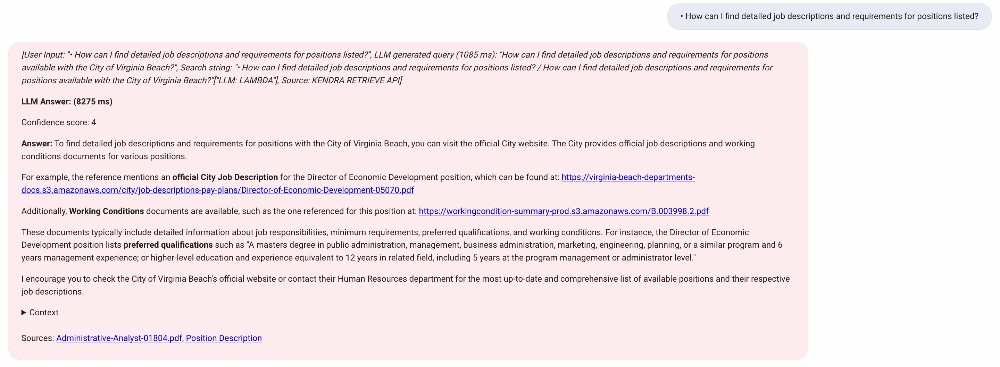 • How can I find detailed job descriptions and requirements for positions listed?
[User Input: "• How can I find detailed job descriptions and requirements for positions listed?", LLM generated query (1085 ms): "How can I find detailed job descriptions and requirements for positions
available with the City of Virginia Beach?", Search string: "• How can I find detailed job descriptions and requirements for positions listed? / How can I find detailed job descriptions and requirements for
positions available with the City of Virginia Beach?"["LLM: LAMBDA"], Source: KENDRA RETRIEVE API]
LLM Answer: (8275 ms)
Confidence score: 4
Answer: To find detailed job descriptions and requirements for positions with the City of Virginia Beach, you can visit the official City website. The City provides official job descriptions and working
conditions documents for various positions.
For example, the reference mentions an official City Job Description for the Director of Economic Development position, which can be found at: https://virginia-beach-departments-
docs.s3.amazonaws.com/city/job-descriptions-pay-plans/Director-of-Economic-Development-05070.pdf
Additionally, Working Conditions documents are available, such as the one referenced for this position at: https://workingcondition-summary-prod.s3.amazonaws.com/B.003998.2.pdf
These documents typically include detailed information about job responsibilities, minimum requirements, preferred qualifications, and working conditions. For instance, the Director of Economic
Development position lists preferred qualifications such as "A masters degree in public administration, management, business administration, marketing, engineering, planning, or a similar program and 6
years management experience; or higher-level education and experience equivalent to 12 years in related field, including 5 years at the program management or administrator level."
I encourage you to check the City of Virginia Beach's official website or contact their Human Resources department for the most up-to-date and comprehensive list of available positions and their respective
job descriptions.
▶ Context
Sources: Administrative-Analyst-01804.pdf, Position Description